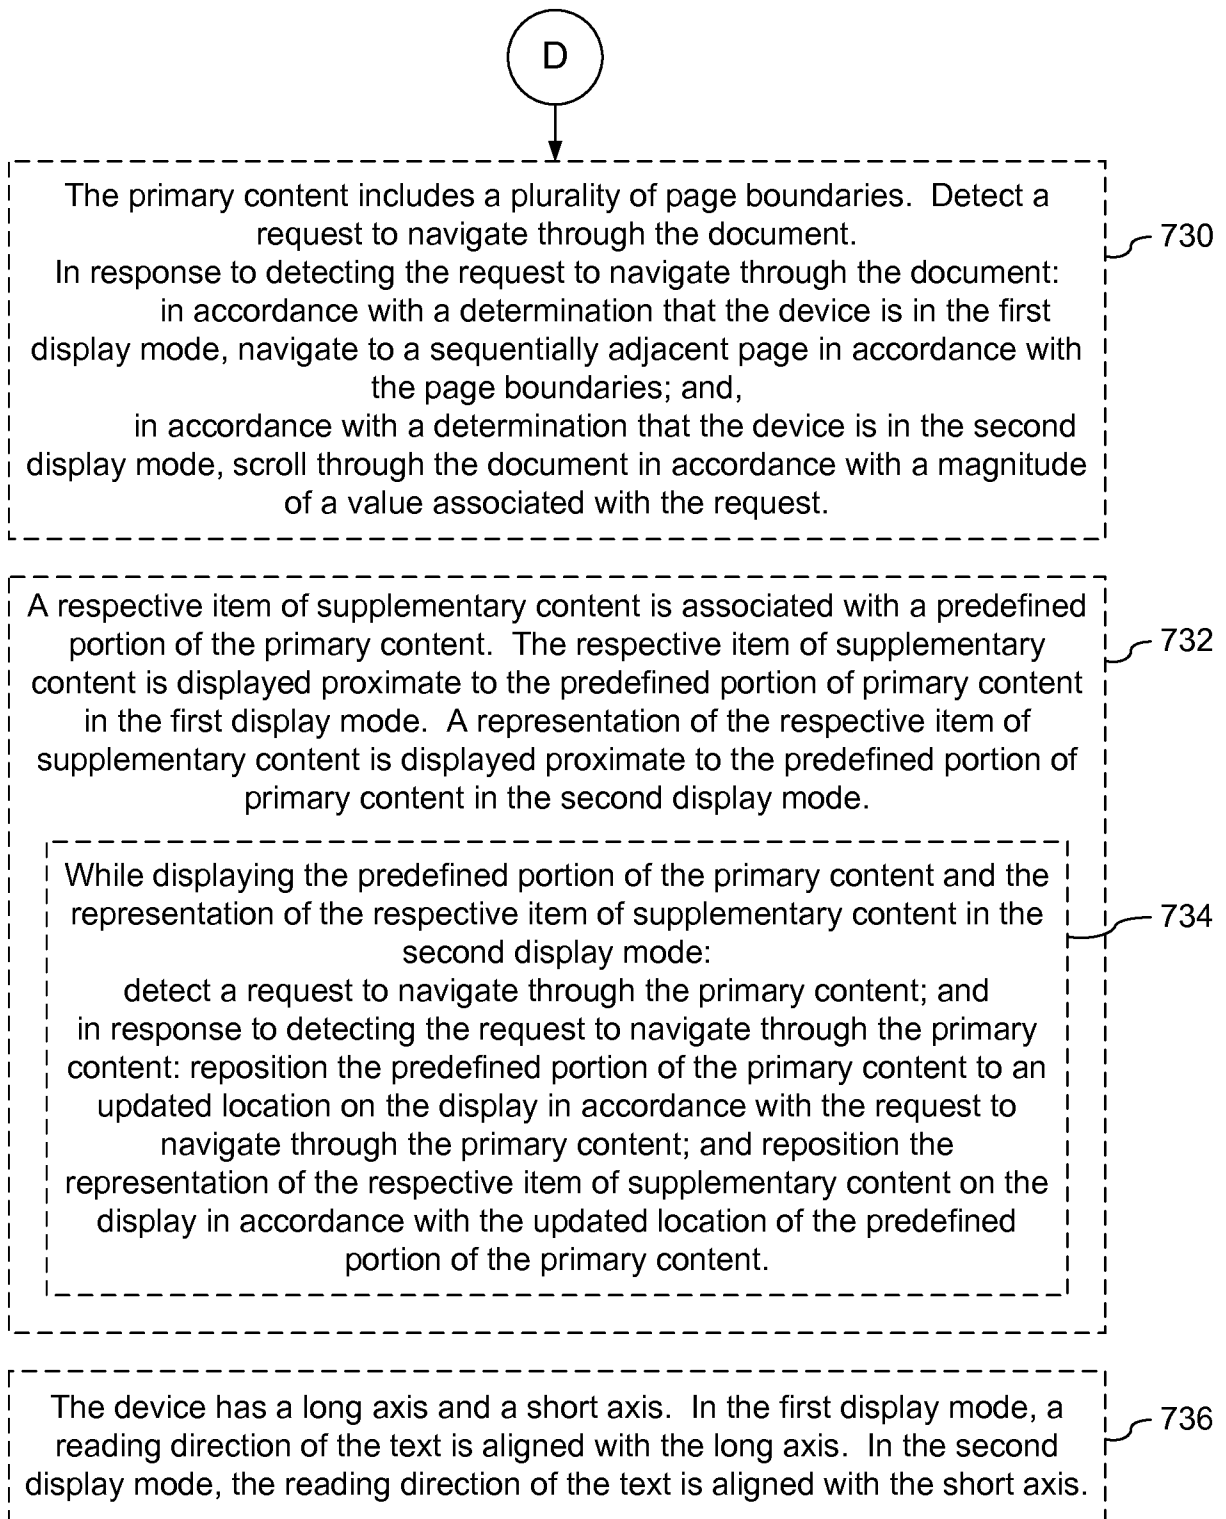 D
The primary content includes a plurality of page boundaries.  Detect a
request to navigate through the document.
In response to detecting the request to navigate through the document:
in accordance with a determination that the device is in the first
display mode, navigate to a sequentially adjacent page in accordance with
the page boundaries; and,
in accordance with a determination that the device is in the second
display mode, scroll through the document in accordance with a magnitude
of a value associated with the request.
730
A respective item of supplementary content is associated with a predefined
portion of the primary content.  The respective item of supplementary
content is displayed proximate to the predefined portion of primary content
in the first display mode.  A representation of the respective item of
supplementary content is displayed proximate to the predefined portion of
primary content in the second display mode.
732
While displaying the predefined portion of the primary content and the
representation of the respective item of supplementary content in the
second display mode:
detect a request to navigate through the primary content; and
in response to detecting the request to navigate through the primary
content: reposition the predefined portion of the primary content to an
updated location on the display in accordance with the request to
navigate through the primary content; and reposition the
representation of the respective item of supplementary content on the
display in accordance with the updated location of the predefined
portion of the primary content.
734
The device has a long axis and a short axis.  In the first display mode, a
reading direction of the text is aligned with the long axis.  In the second
display mode, the reading direction of the text is aligned with the short axis.
736